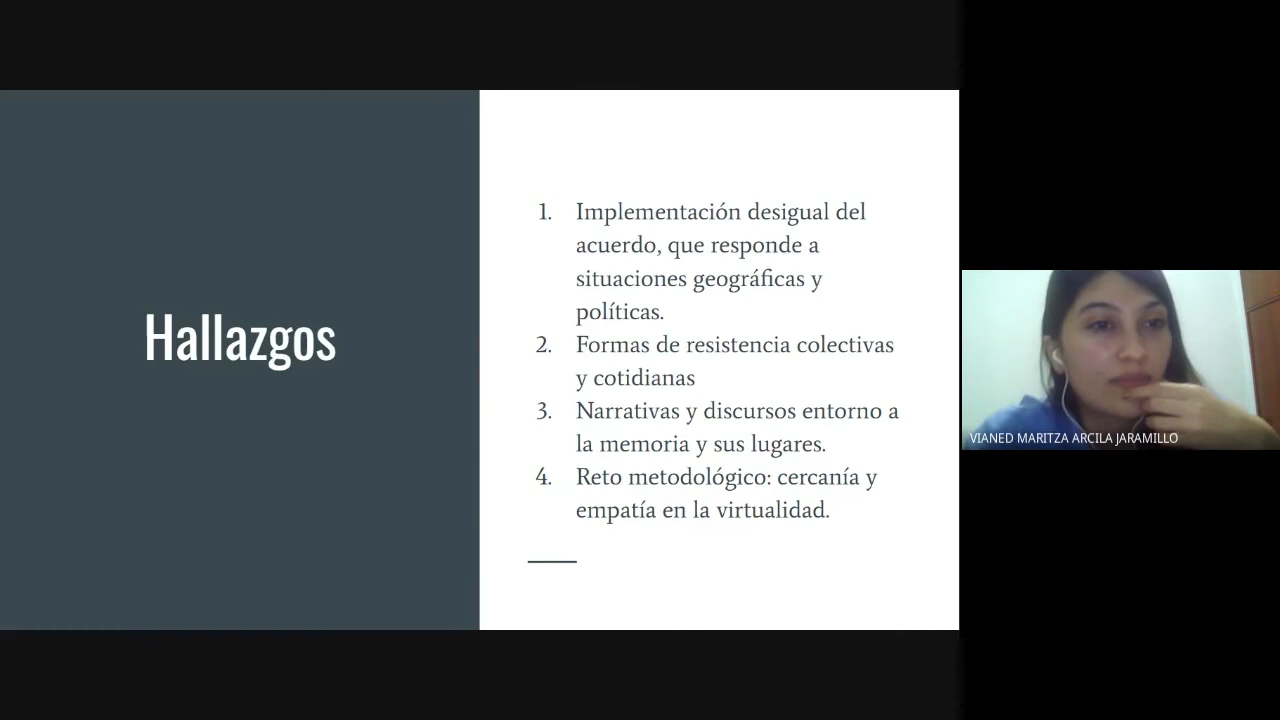 Hallazgos
1. Implementación desigual del
acuerdo, que responde a
situaciones geográficas y
políticas.
2. Formas de resistencia colectivas
y cotidianas
3. Narrativas y discursos entorno a
la memoria y sus lugares.
4. Reto metodológico: cercanía y
empatía en la virtualidad.
VIANED MARITZA ARCILA JARAMILLO